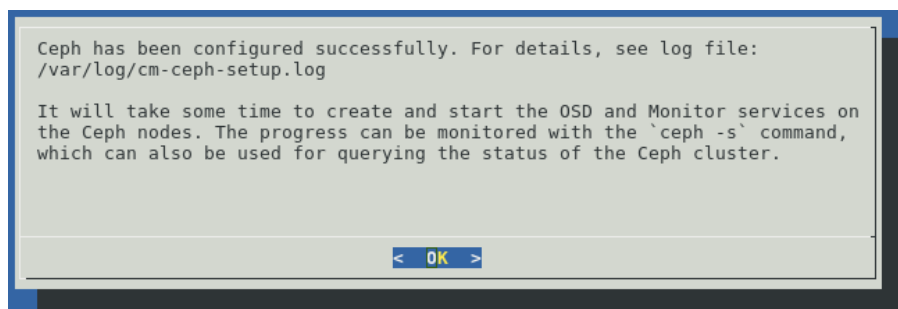 Ceph has been configured successfully. For details, see log file:
/var/log/cm-ceph-setup.log
It will take some time to create and start the OSD and Monitor services on
the Ceph nodes. The progress can be monitored with the `ceph -s` command,
which can also be used for querying the status of the Ceph cluster.
< OK >